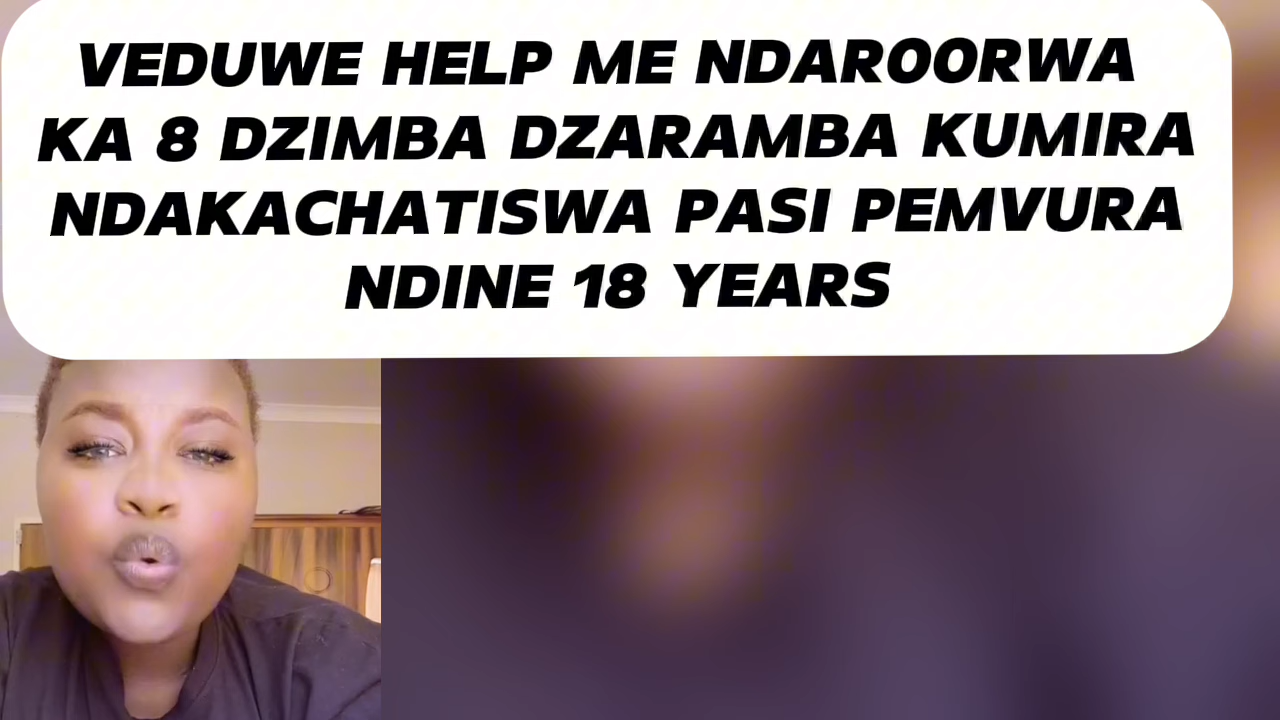 VEDUWE HELP ME NDAROORWA
KA 8 DZIMBA DZARAMBA KUMIRA
NDAKACHATISWA PASI PEMVURA
NDINE 18 YEARS